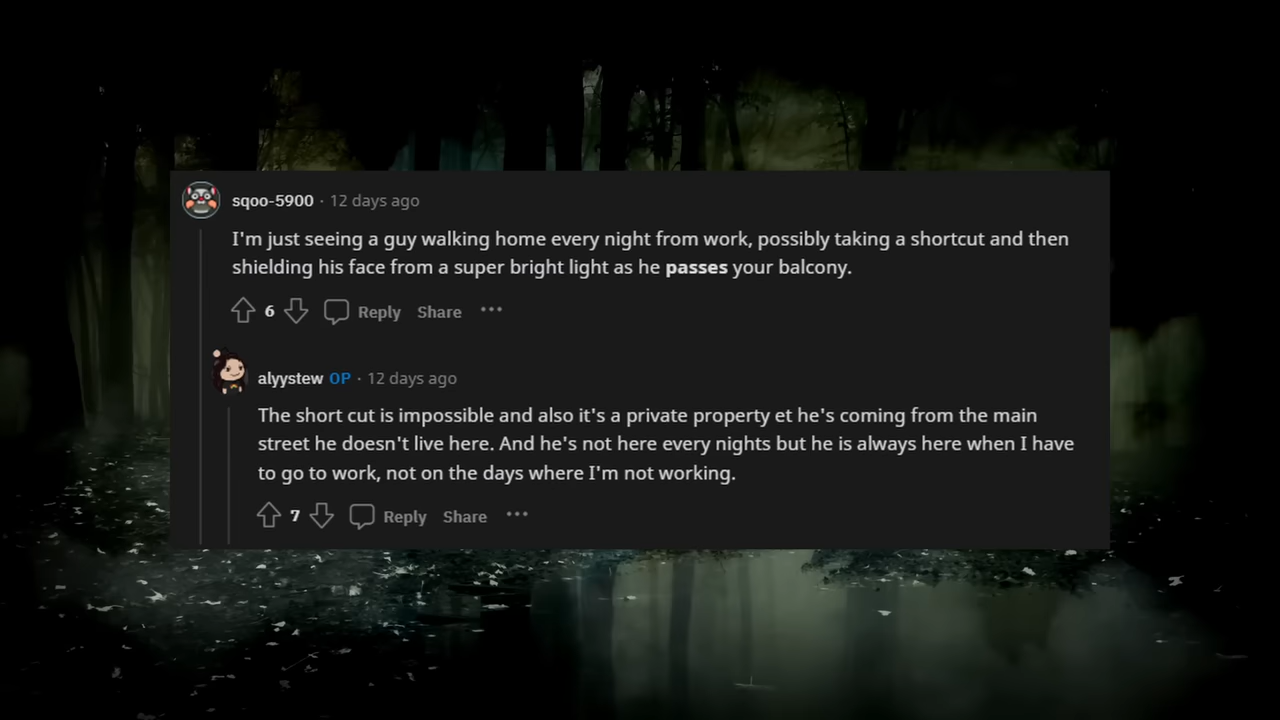 sqoo-5900 · 12 days ago
I'm just seeing a guy walking home every night from work, possibly taking a shortcut and then
shielding his face from a super bright light as he passes your balcony.
6 Reply Share ···
alyystew OP · 12 days ago
The short cut is impossible and also it's a private property et he's coming from the main
street he doesn't live here. And he's not here every nights but he is always here when I have
to go to work, not on the days where I'm not working.
7 Reply Share ···